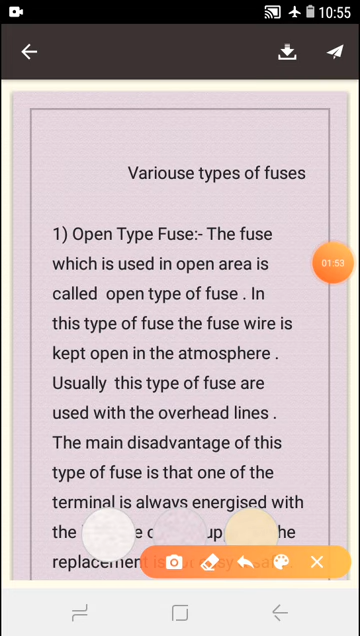 10:55
Variouse types of fuses
1) Open Type Fuse:- The fuse
which is used in open area is
called open type of fuse . In
01:53
this type of fuse the fuse wire is
kept open in the atmosphere .
Usually this type of fuse are
used with the overhead lines .
The main disadvantage of this
type of fuse is that one of the
terminal is always energised with
the
replacement